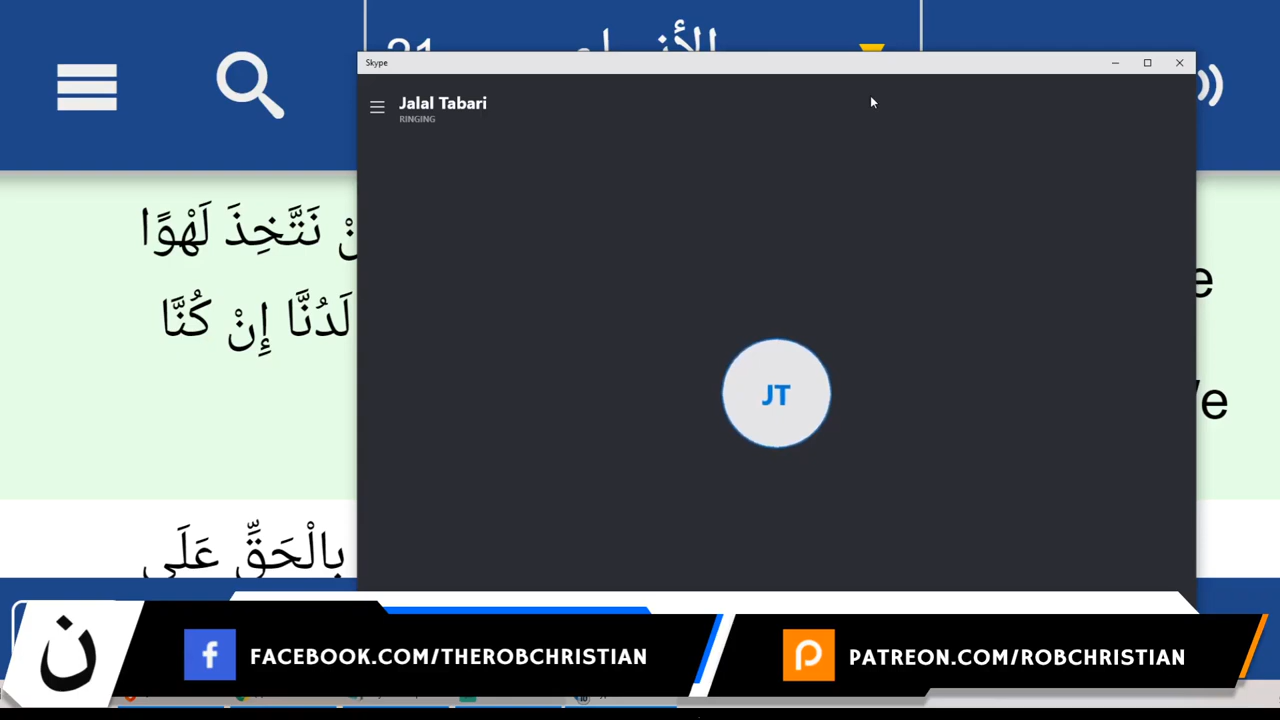 Skype
Jalal Tabari
RINGING
نَتَّخِذَ لَهْوًا
لَدُنَّا إِنْ كُنَّا
بِالْحَقِّ عَلَى
JT
ن
FACEBOOK.COM/THEROBCHRISTIAN
PATREON.COM/ROBCHRISTIAN